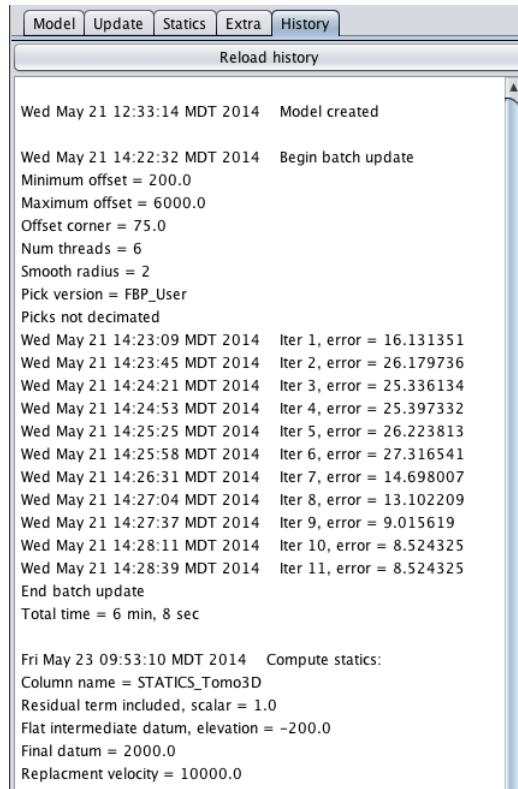 Model Update Statics Extra History
Reload history
Wed May 21 12:33:14 MDT 2014 Model created
Wed May 21 14:22:32 MDT 2014 Begin batch update
Minimum offset = 200.0
Maximum offset = 6000.0
Offset corner = 75.0
Num threads = 6
Smooth radius = 2
Pick version = FBP_User
Picks not decimated
Wed May 21 14:23:09 MDT 2014 Iter 1, error = 16.131351
Wed May 21 14:23:45 MDT 2014 Iter 2, error = 26.179736
Wed May 21 14:24:21 MDT 2014 Iter 3, error = 25.336134
Wed May 21 14:24:53 MDT 2014 Iter 4, error = 25.397332
Wed May 21 14:25:25 MDT 2014 Iter 5, error = 26.223813
Wed May 21 14:25:58 MDT 2014 Iter 6, error = 27.316541
Wed May 21 14:26:31 MDT 2014 Iter 7, error = 14.698007
Wed May 21 14:27:04 MDT 2014 Iter 8, error = 13.102209
Wed May 21 14:27:37 MDT 2014 Iter 9, error = 9.015619
Wed May 21 14:28:11 MDT 2014 Iter 10, error = 8.524325
Wed May 21 14:28:39 MDT 2014 Iter 11, error = 8.524325
End batch update
Total time = 6 min, 8 sec
Fri May 23 09:53:10 MDT 2014 Compute statics:
Column name = STATICS_Tomo3D
Residual term included, scalar = 1.0
Flat intermediate datum, elevation = -200.0
Final datum = 2000.0
Replacment velocity = 10000.0